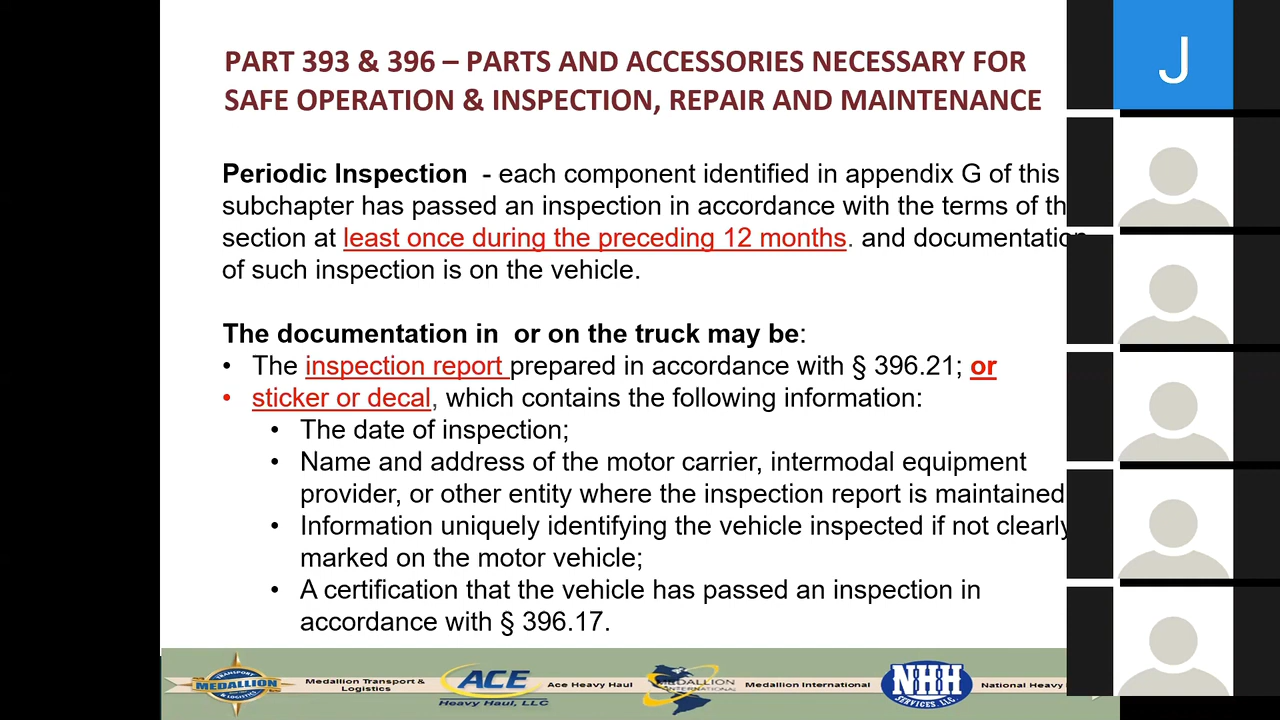 PART 393 & 396 – PARTS AND ACCESSORIES NECESSARY FOR
SAFE OPERATION & INSPECTION, REPAIR AND MAINTENANCE
J
Periodic Inspection - each component identified in appendix G of this
subchapter has passed an inspection in accordance with the terms of th
section at least once during the preceding 12 months. and documentation
of such inspection is on the vehicle.
The documentation in or on the truck may be:
• The inspection report prepared in accordance with § 396.21; or
• sticker or decal, which contains the following information:
• The date of inspection;
• Name and address of the motor carrier, intermodal equipment
provider, or other entity where the inspection report is maintained
• Information uniquely identifying the vehicle inspected if not clearly
marked on the motor vehicle;
• A certification that the vehicle has passed an inspection in
accordance with § 396.17.
TRANSPORT
MEDALLION
& LOGISTICS
Medallion Transport &
Logistics
ACE
Heavy Haul, LLC
Ace Heavy Haul
MEDALLION
INTERNATIONAL
Medallion International
NHH
SERVICES, LLC
National Heavy